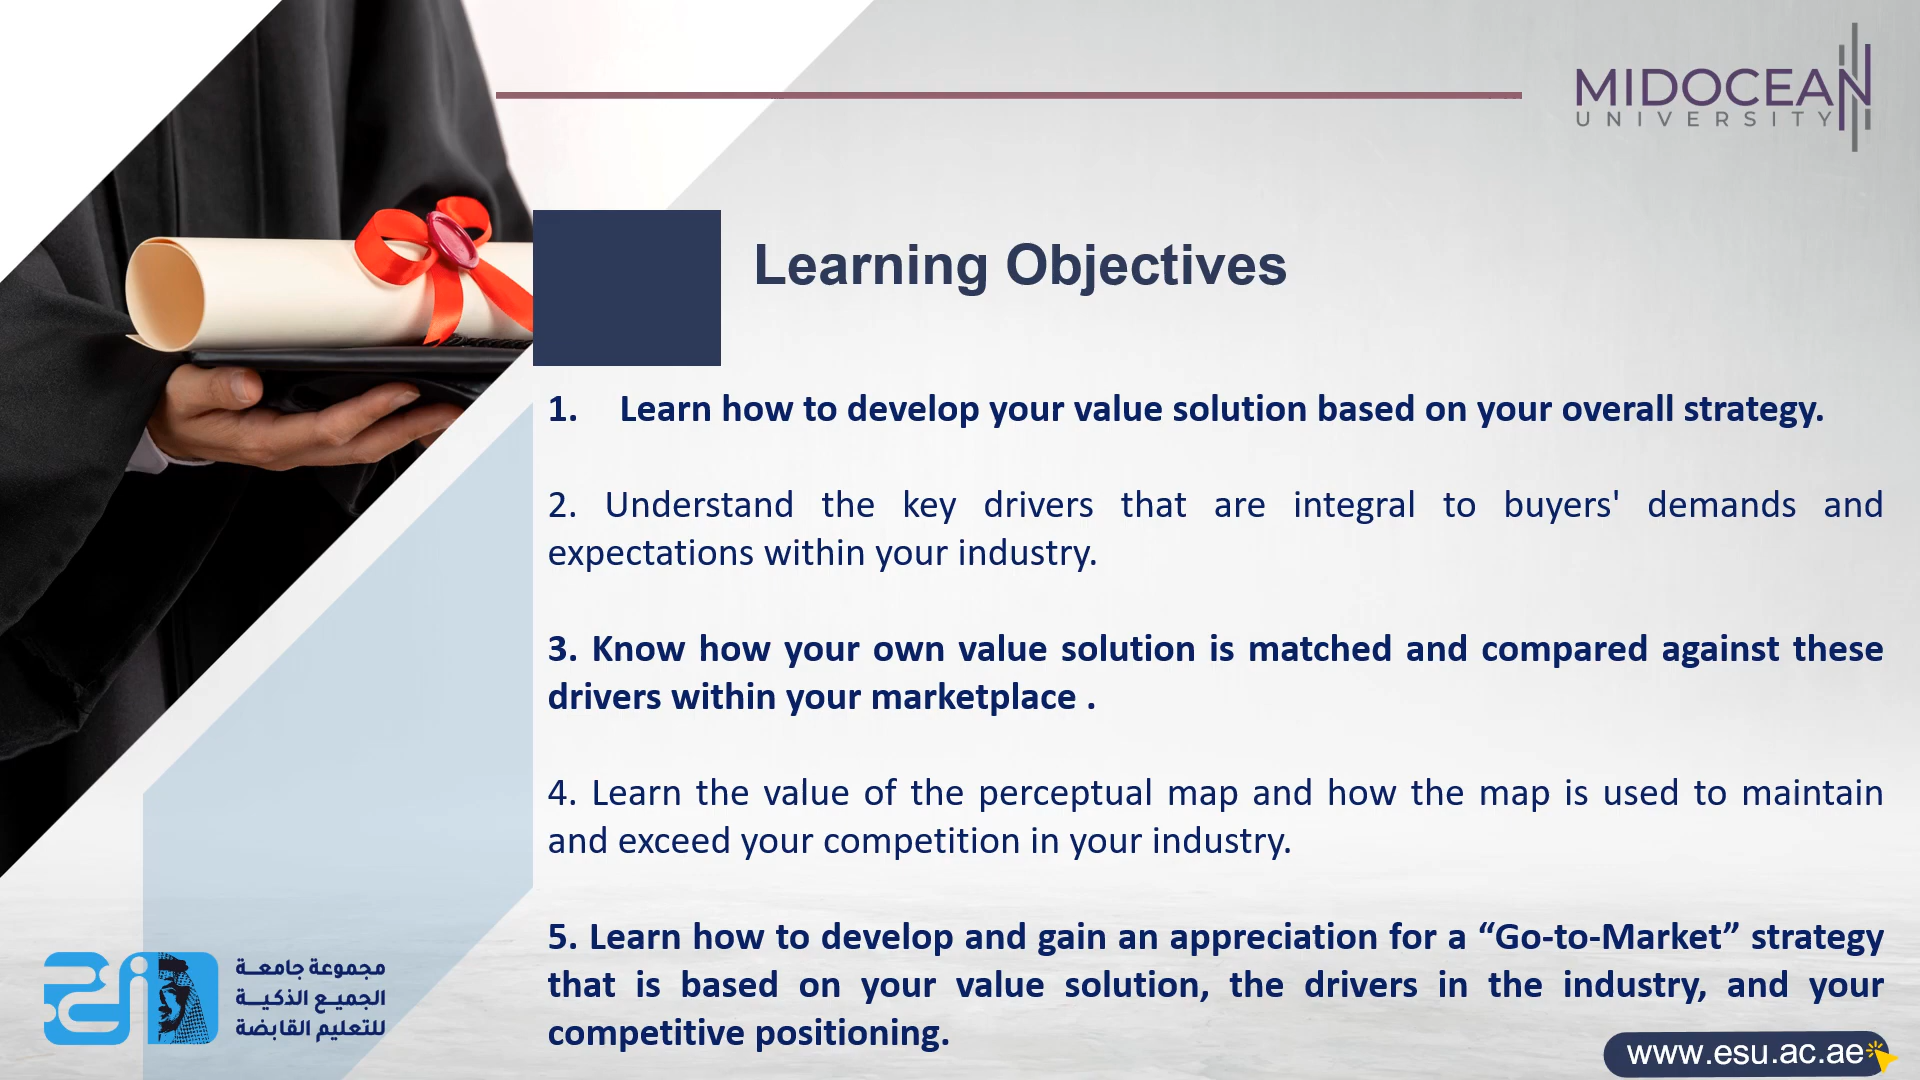 MIDOCEAN
UNIVERSITY
Learning Objectives
1. Learn how to develop your value solution based on your overall strategy.
2. Understand the key drivers that are integral to buyers' demands and
expectations within your industry.
3. Know how your own value solution is matched and compared against these
drivers within your marketplace .
4. Learn the value of the perceptual map and how the map is used to maintain
and exceed your competition in your industry.
5. Learn how to develop and gain an appreciation for a “Go-to-Market” strategy
that is based on your value solution, the drivers in the industry, and your
competitive positioning.
مجموعة جامعـــة
الجميـــع الذكيـــة
للتعليم القابضة
www.esu.ac.ae